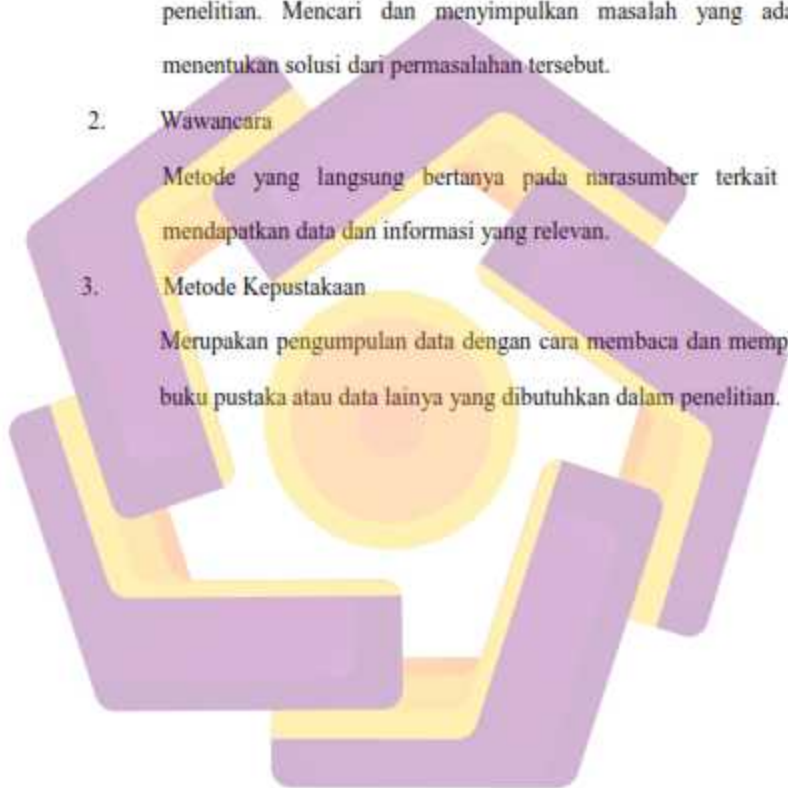 penelitian. Mencari dan menyimpulkan masalah yang ada
menentukan solusi dari permasalahan tersebut.
2. Wawancara
Metode yang langsung bertanya pada narasumber terkait
mendapatkan data dan informasi yang relevan.
3. Metode Kepustakaan
Merupakan pengumpulan data dengan cara membaca dan memp
buku pustaka atau data lainya yang dibutuhkan dalam penelitian.